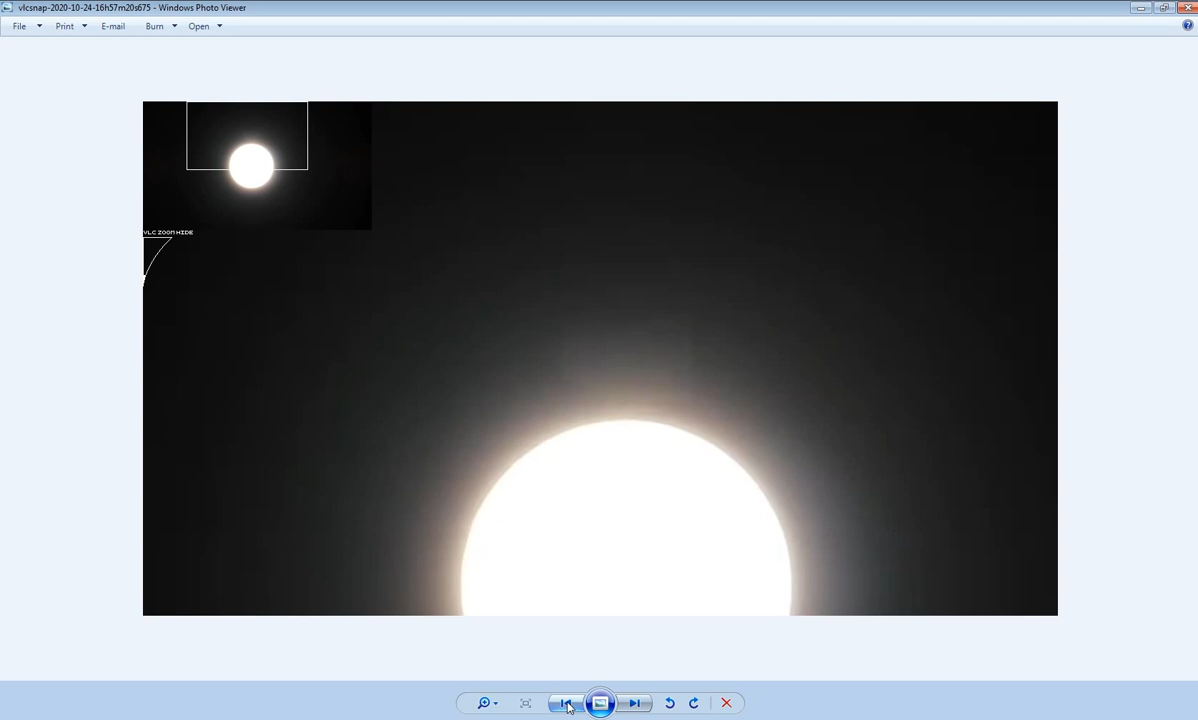 vlcsnap-2020-10-24-16h57m20s675 - Windows Photo Viewer
File Print E-mail Burn Open
VLC ZOOM HIDE